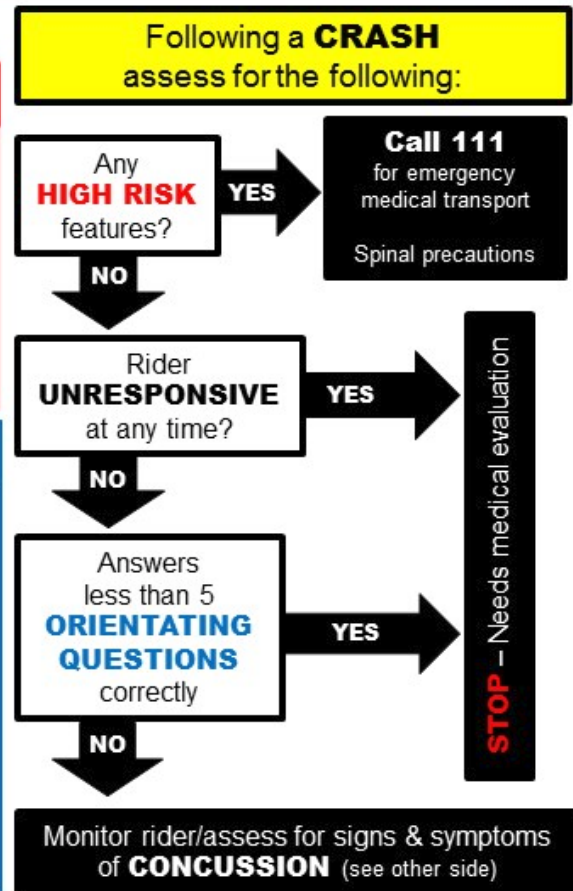 Following a CRASH
assess for the following:
Any
HIGH RISK
features?
YES
Call 111
for emergency
medical transport
Spinal precautions
NO
Rider
UNRESPONSIVE
at any time?
YES
STOP – Needs medical evaluation
NO
Answers
less than 5
ORIENTATING
QUESTIONS
correctly
YES
NO
Monitor rider/assess for signs & symptoms
of CONCUSSION (see other side)